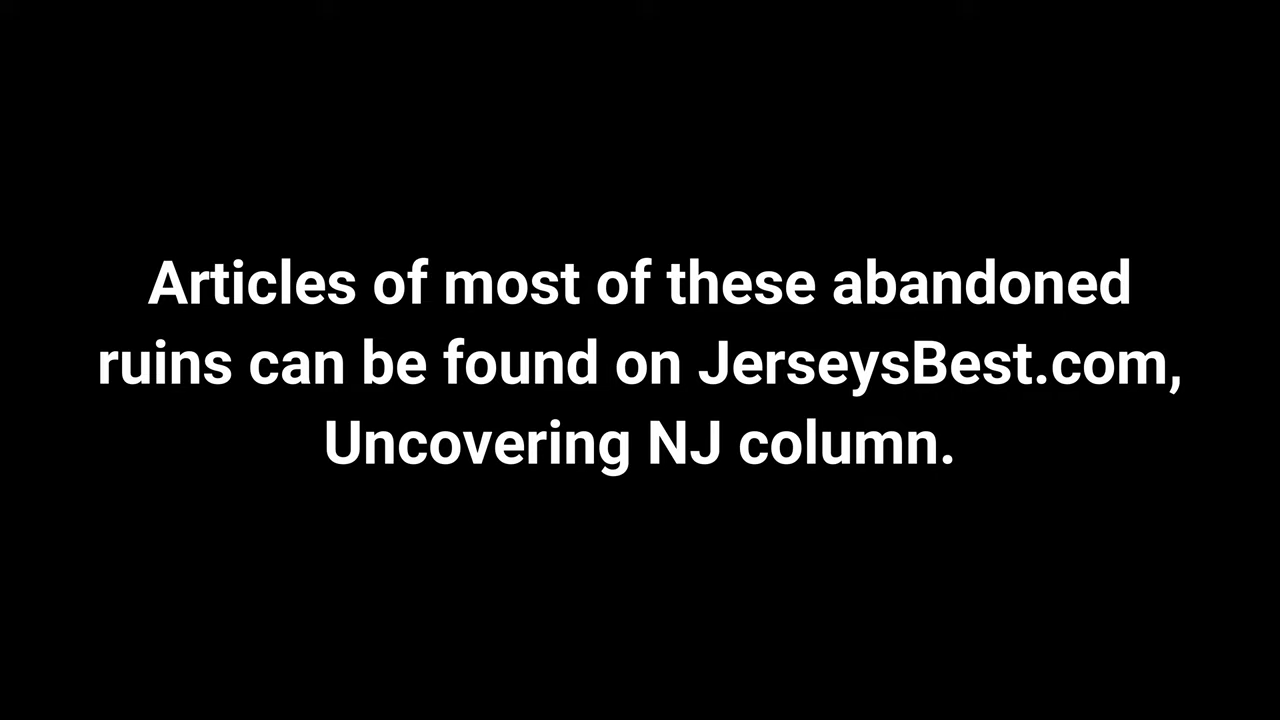 Articles of most of these abandoned
ruins can be found on JerseysBest.com,
Uncovering NJ column.